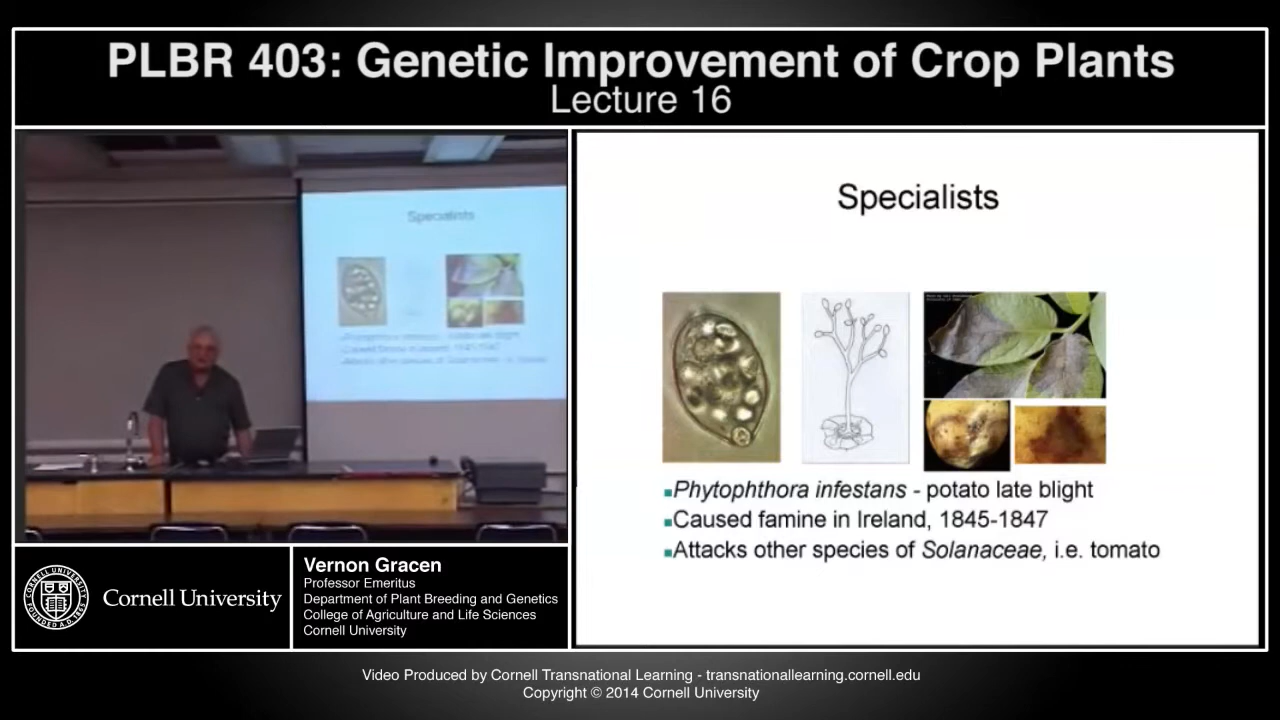 PLBR 403: Genetic Improvement of Crop Plants
Lecture 16
Specialists
Specialists
▪Phytophthora infestans - potato late blight
▪Caused famine in Ireland, 1845-1847
▪Attacks other species of Solanaceae, i.e. tomato
Cornell University
Vernon Gracen
Professor Emeritus
Department of Plant Breeding and Genetics
College of Agriculture and Life Sciences
Cornell University
Video Produced by Cornell Transnational Learning - transnationallearning.cornell.edu
Copyright © 2014 Cornell University